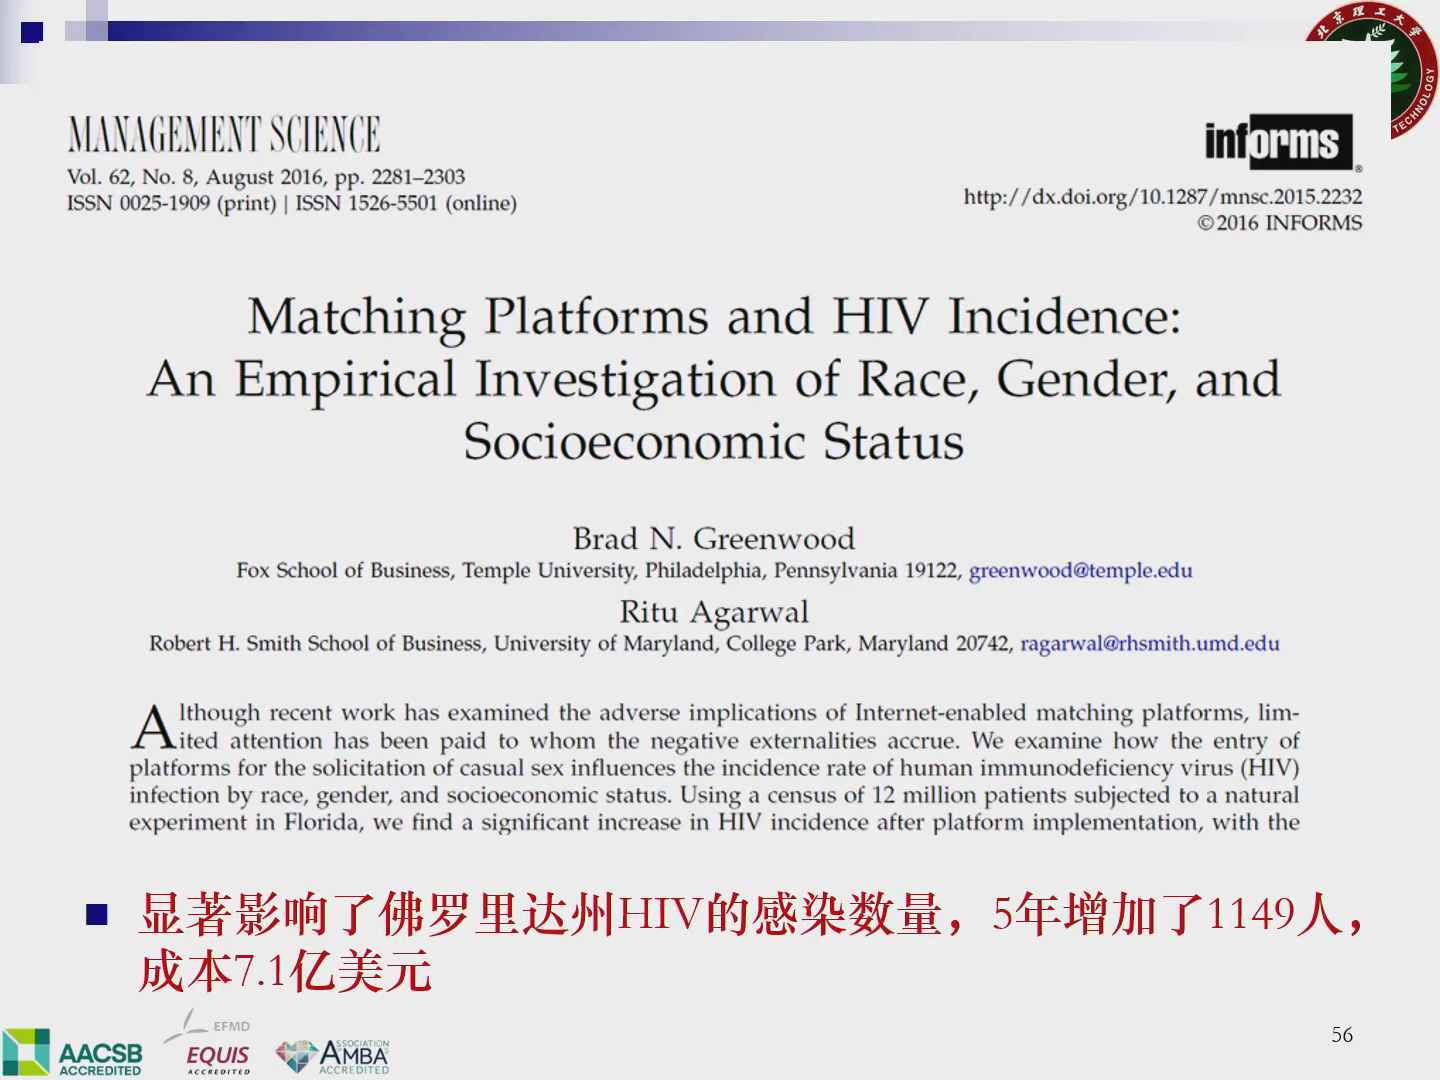 北京理工大学
TECHNOLOGY
MANAGEMENT SCIENCE
Vol. 62, No. 8, August 2016, pp. 2281–2303
ISSN 0025-1909 (print) | ISSN 1526-5501 (online)
informs®
http://dx.doi.org/10.1287/mnsc.2015.2232
©2016 INFORMS
Matching Platforms and HIV Incidence:
An Empirical Investigation of Race, Gender, and
Socioeconomic Status
Brad N. Greenwood
Fox School of Business, Temple University, Philadelphia, Pennsylvania 19122, greenwood@temple.edu
Ritu Agarwal
Robert H. Smith School of Business, University of Maryland, College Park, Maryland 20742, ragarwal@rhsmith.umd.edu
Although recent work has examined the adverse implications of Internet-enabled matching platforms, lim-
ited attention has been paid to whom the negative externalities accrue. We examine how the entry of
platforms for the solicitation of casual sex influences the incidence rate of human immunodeficiency virus (HIV)
infection by race, gender, and socioeconomic status. Using a census of 12 million patients subjected to a natural
experiment in Florida, we find a significant increase in HIV incidence after platform implementation, with the
显著影响了佛罗里达州HIV的感染数量，5年增加了1149人，
成本7.1亿美元
AACSB
ACCREDITED
EFMD
EQUIS
ACCREDITED
ASSOCIATION
AMBA
ACCREDITED
56